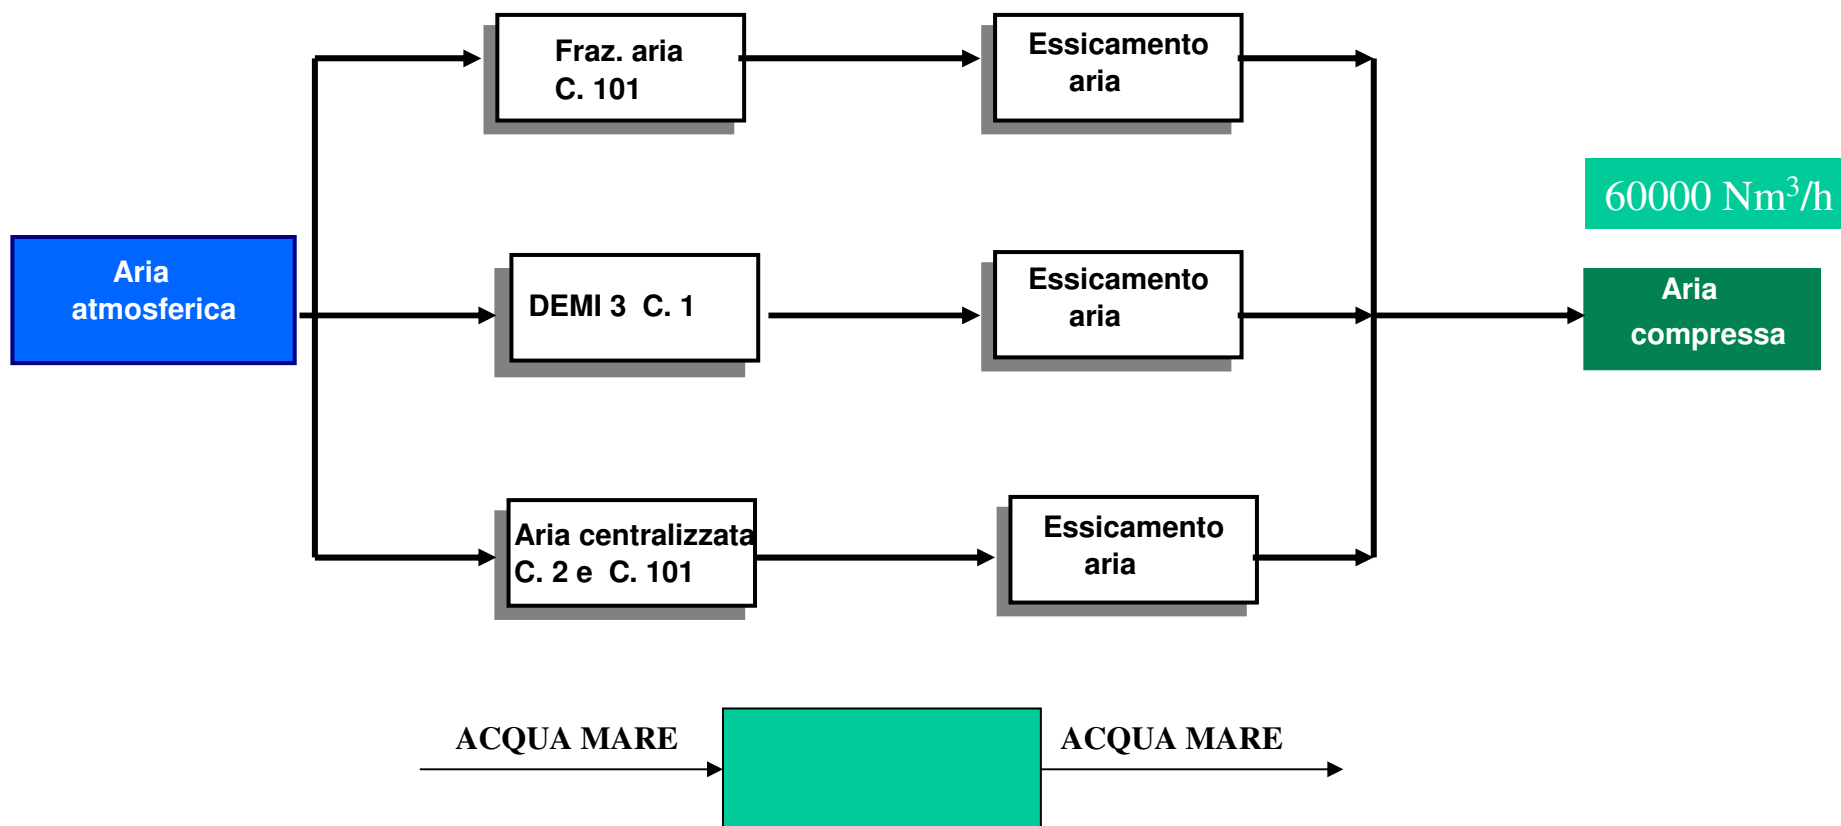 Fraz. aria
C. 101
Essicamento
aria
60000 Nm³/h
Aria
atmosferica
DEMI 3 C. 1
Essicamento
aria
Aria
compressa
Aria centralizzata
C. 2 e C. 101
Essicamento
aria
ACQUA MARE
ACQUA MARE